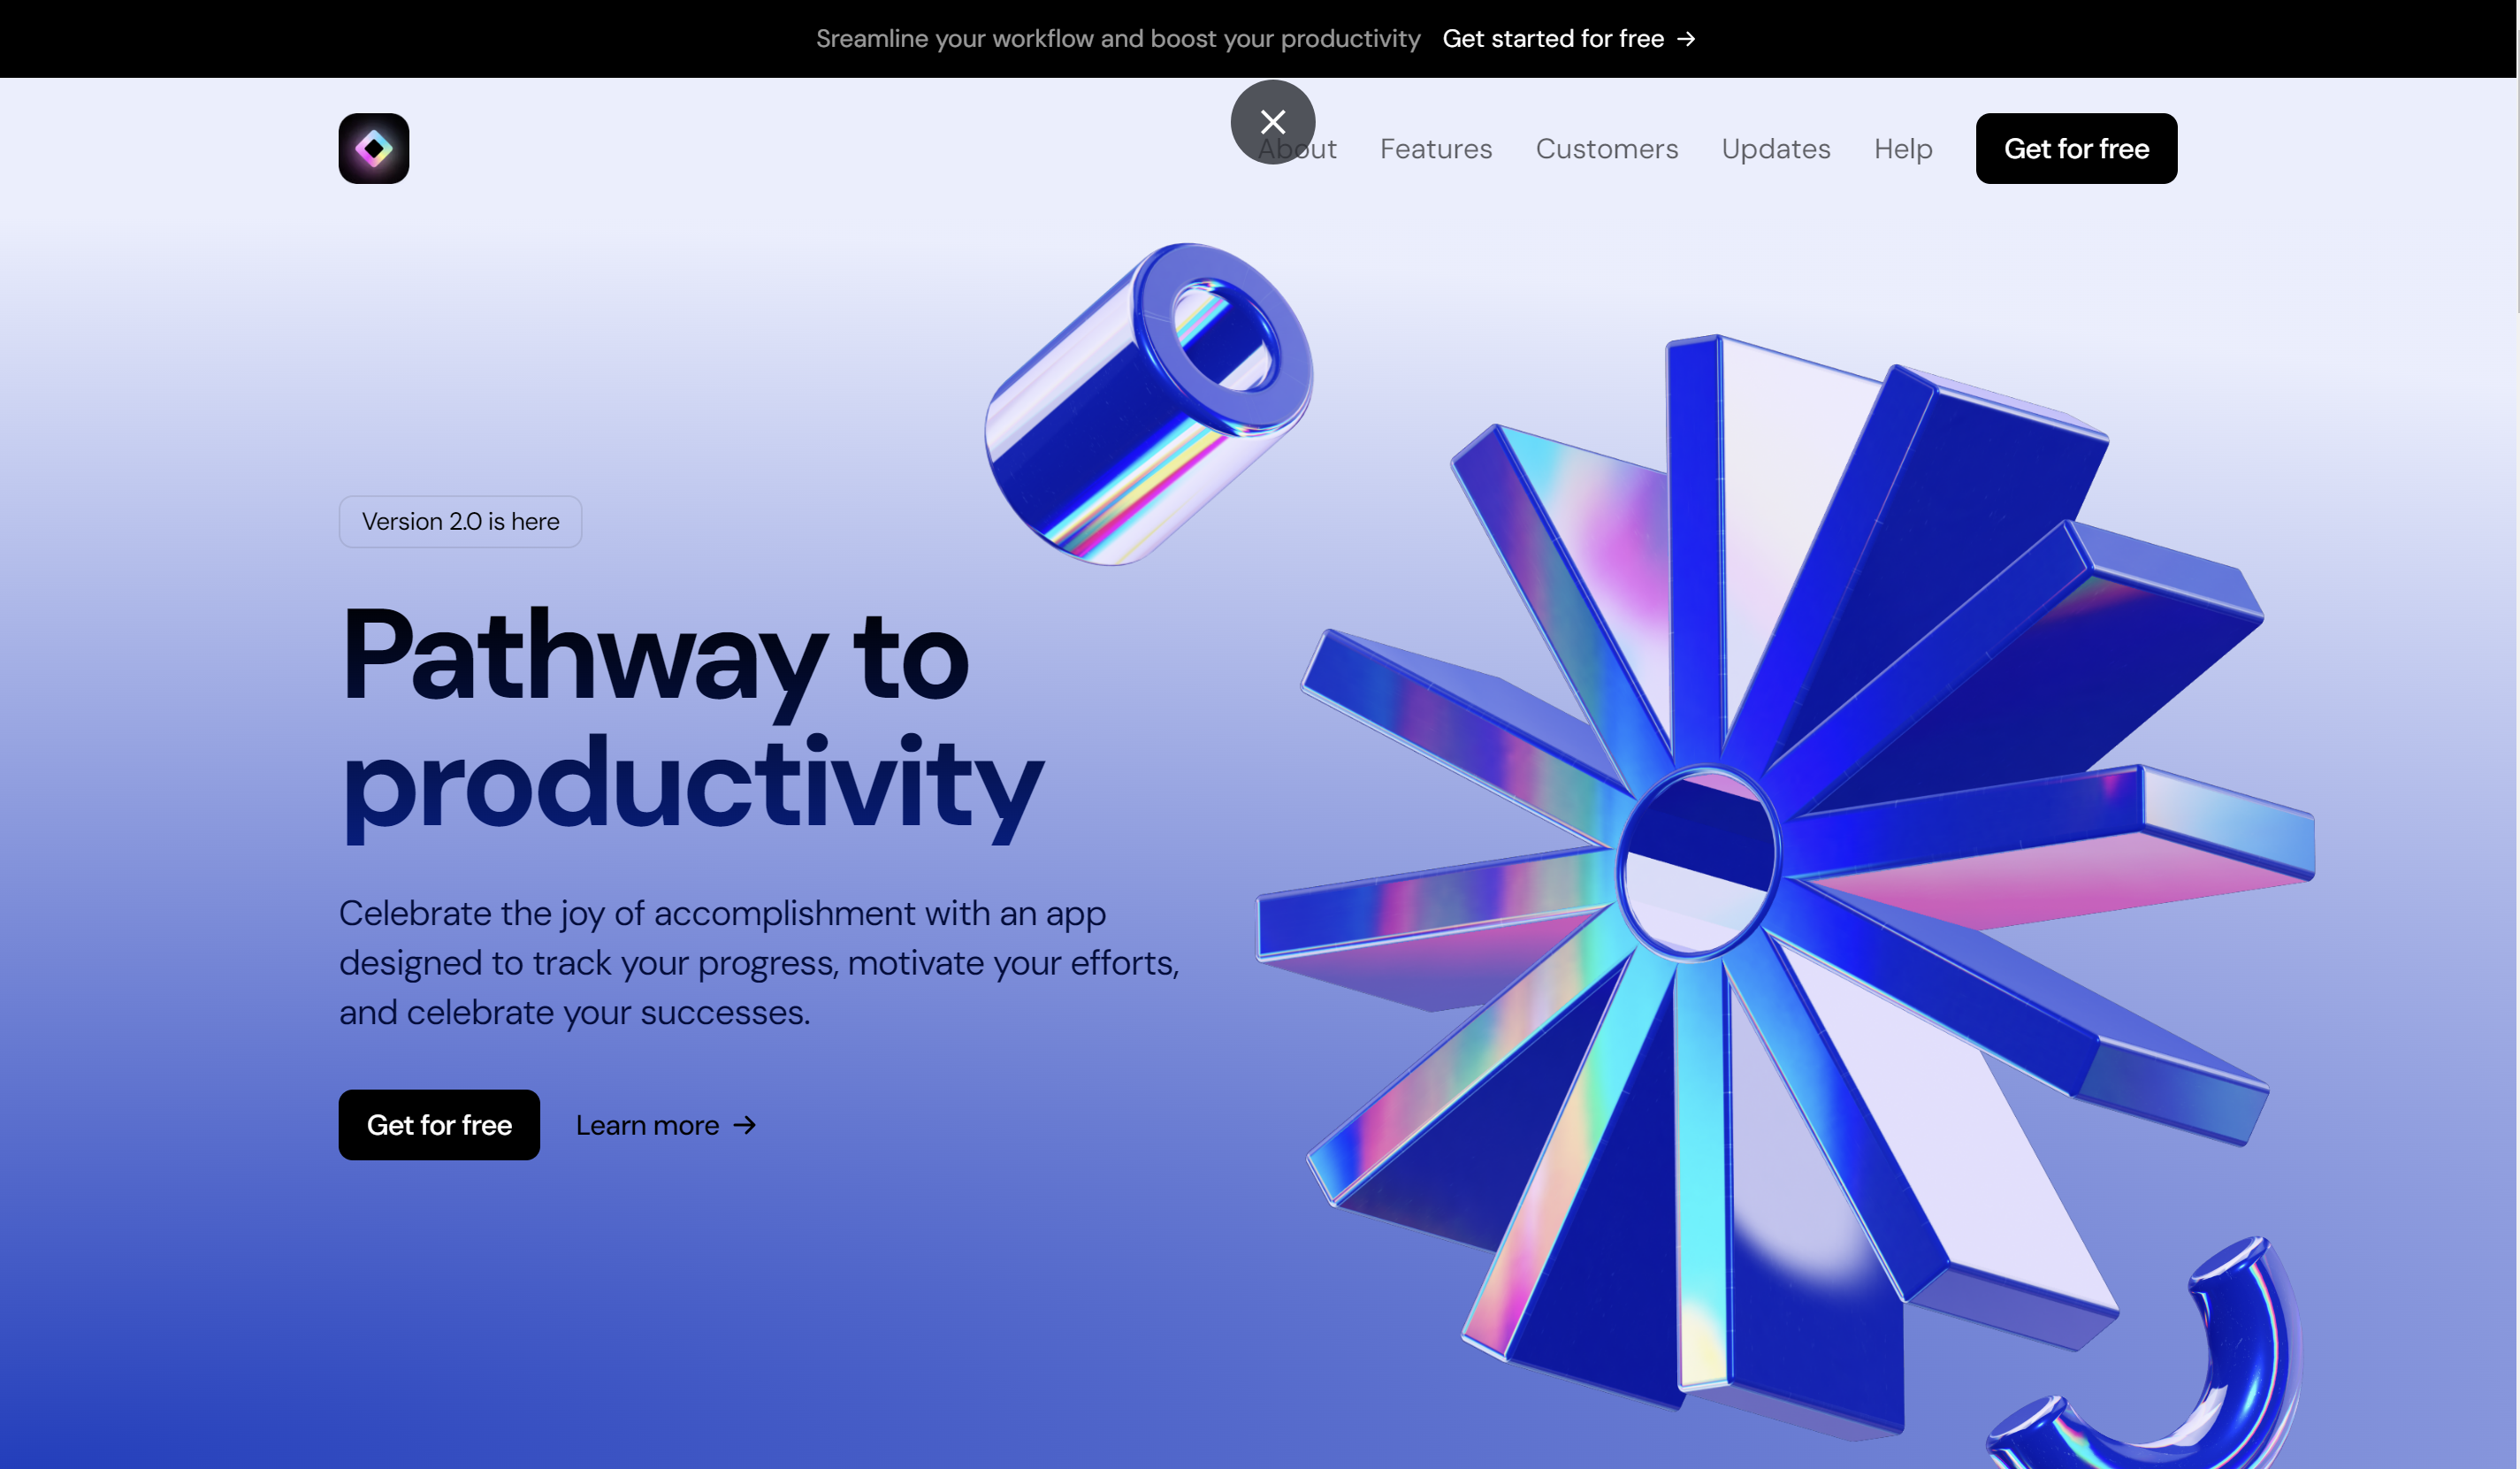 Sreamline your workflow and boost your productivity Get started for free →
About Features Customers Updates Help Get for free
Version 2.0 is here
Pathway to
productivity
Celebrate the joy of accomplishment with an app
designed to track your progress, motivate your efforts,
and celebrate your successes.
Get for free Learn more →